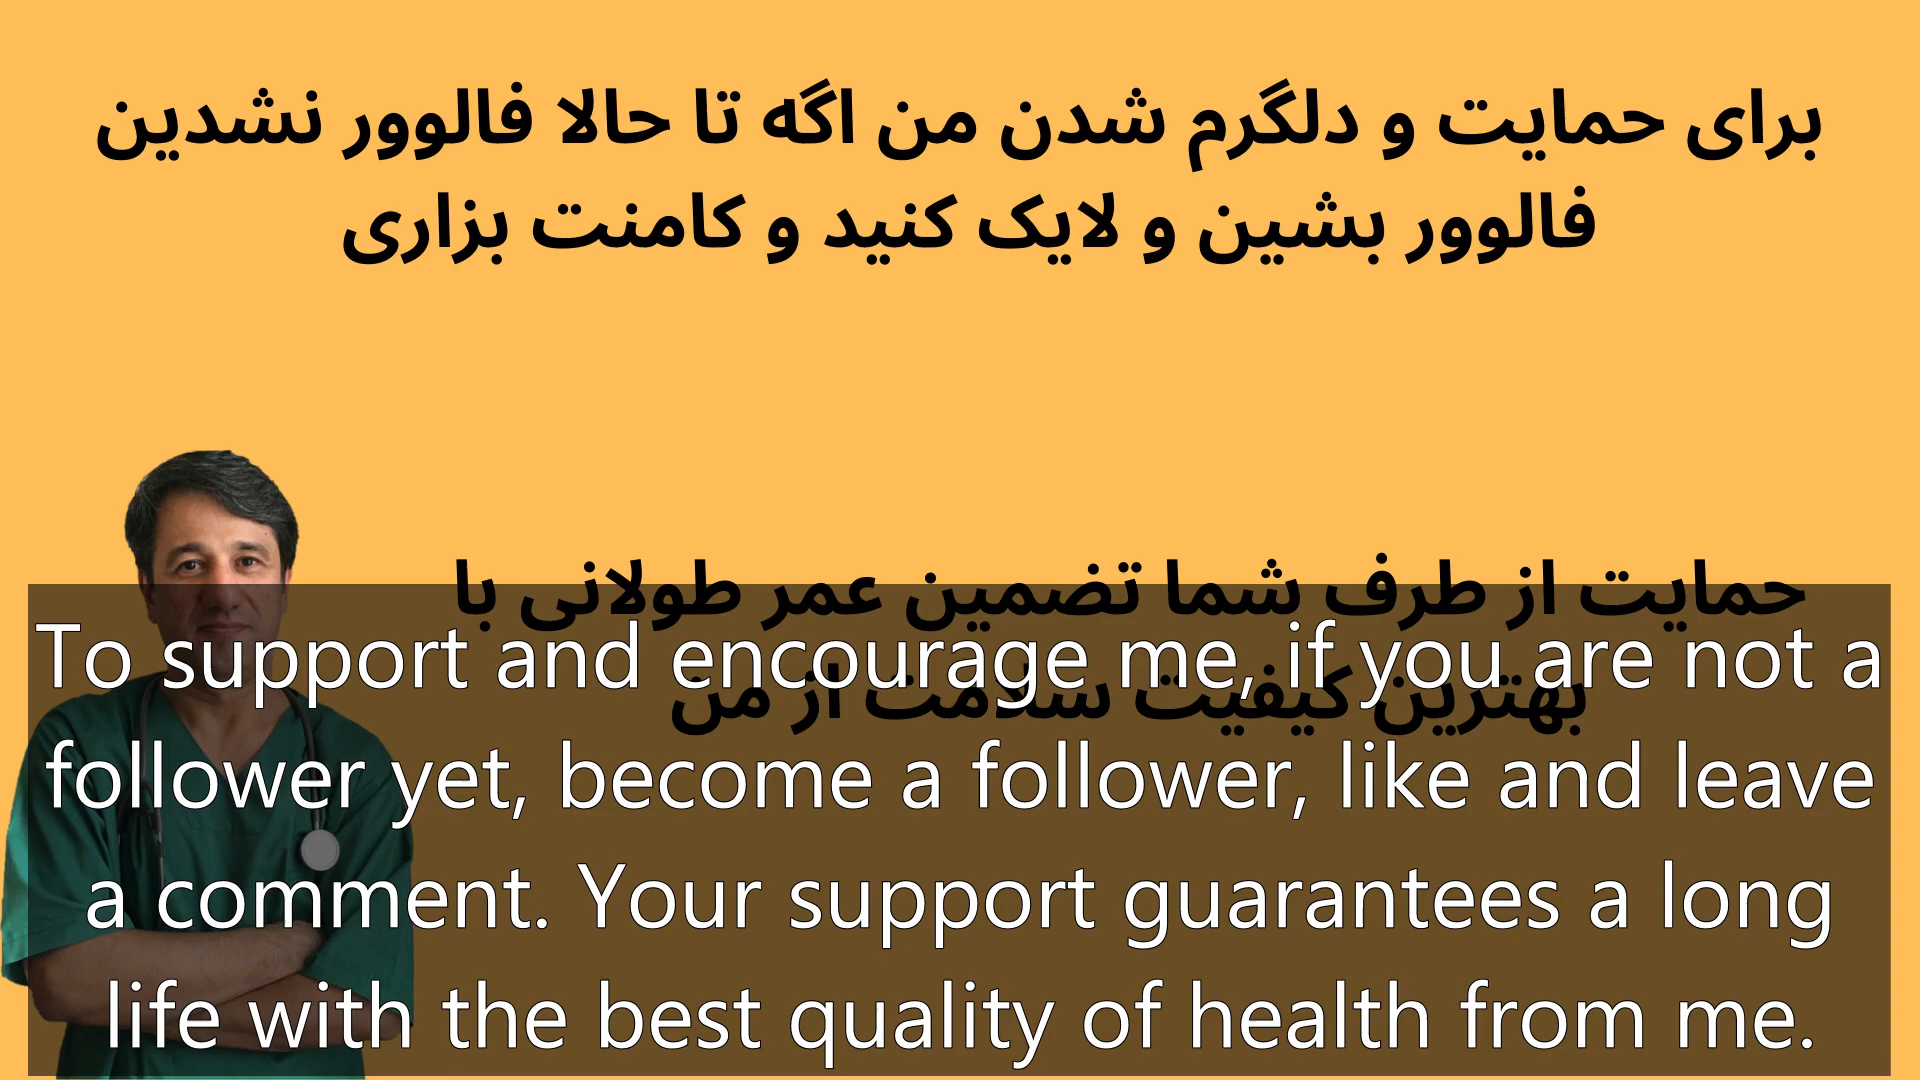 برای حمایت و دلگرم شدن من اگه تا حالا فالوور نشدین
فالوور بشین و لایک کنید و کامنت بزاری
حمایت از طرف شما تضمین عمر طولانی با
بهترین کیفیت سلامت از من
To support and encourage me, if you are not a
follower yet, become a follower, like and leave
a comment. Your support guarantees a long
life with the best quality of health from me.